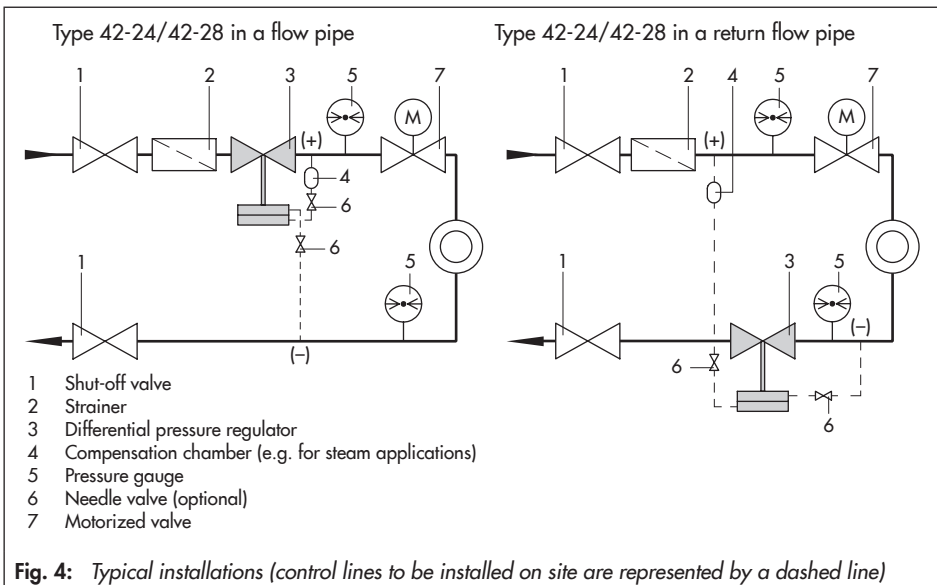 Type 42-24/42-28 in a flow pipe
1 2 3 5 7
M
(+)
4
6
6
1 5
(–)
Type 42-24/42-28 in a return flow pipe
1 2 4 5 7
M
(+)
1 3 5
(–)
6
6
1 Shut-off valve
2 Strainer
3 Differential pressure regulator
4 Compensation chamber (e.g. for steam applications)
5 Pressure gauge
6 Needle valve (optional)
7 Motorized valve
Fig. 4: Typical installations (control lines to be installed on site are represented by a dashed line)